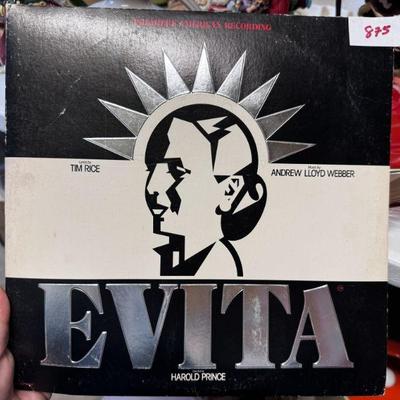 PREMIERE AMERICAN RECORDING
875
Lyrics by
TIM RICE
Music by
ANDREW LLOYD WEBBER
EVITA
HAROLD PRINCE